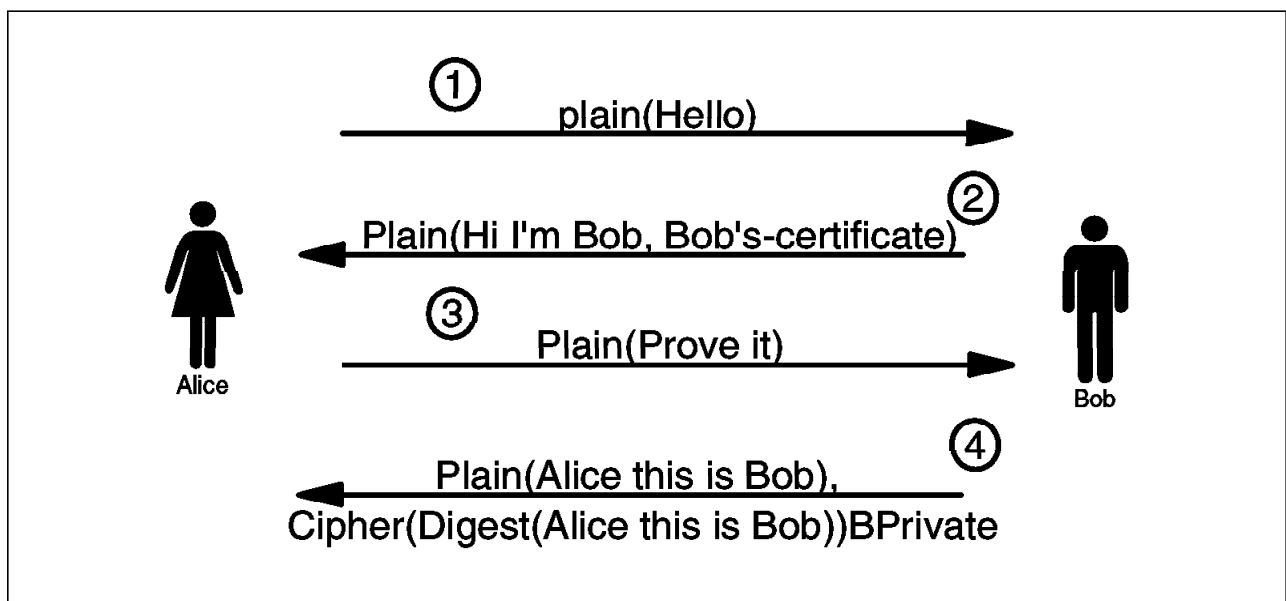 1
plain(Hello)
2
Plain(Hi I'm Bob, Bob's-certificate)
3
Plain(Prove it)
Alice
Bob
4
Plain(Alice this is Bob),
Cipher(Digest(Alice this is Bob))BPrivate